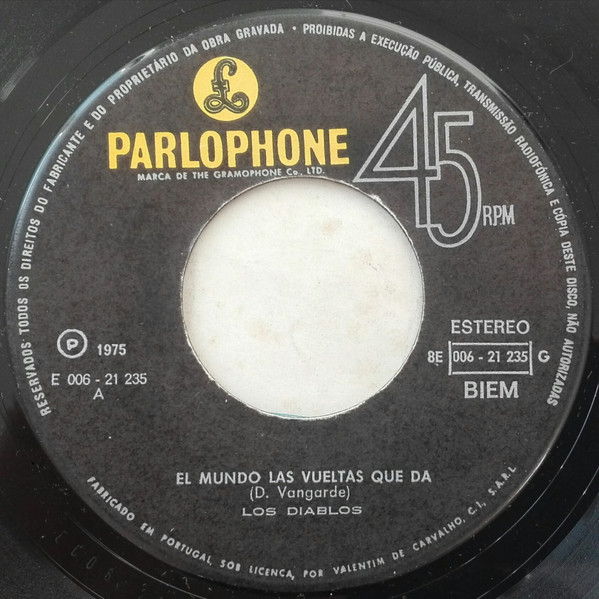 RESERVADOS TODOS OS DIREITOS DO FABRICANTE E DO PROPRIETÁRIO DA OBRA GRAVADA • PROIBIDAS A EXECUÇÃO PÚBLICA, TRANSMISSÃO RADIOFÓNICA E CÓPIA DESTE DISCO, NÃO AUTORIZADAS
£
PARLOPHONE
MARCA DE THE GRAMOPHONE Co, LTD.
45 RPM
Ⓟ 1975
E 006 - 21 235
A
ESTEREO
8E 006 - 21 235 G
BIEM
EL MUNDO LAS VUELTAS QUE DA
(D. Vangarde)
LOS DIABLOS
FABRICADO EM PORTUGAL, SOB LICENCA, POR VALENTIM DE CARVALHO, C.I, S.A.R.L